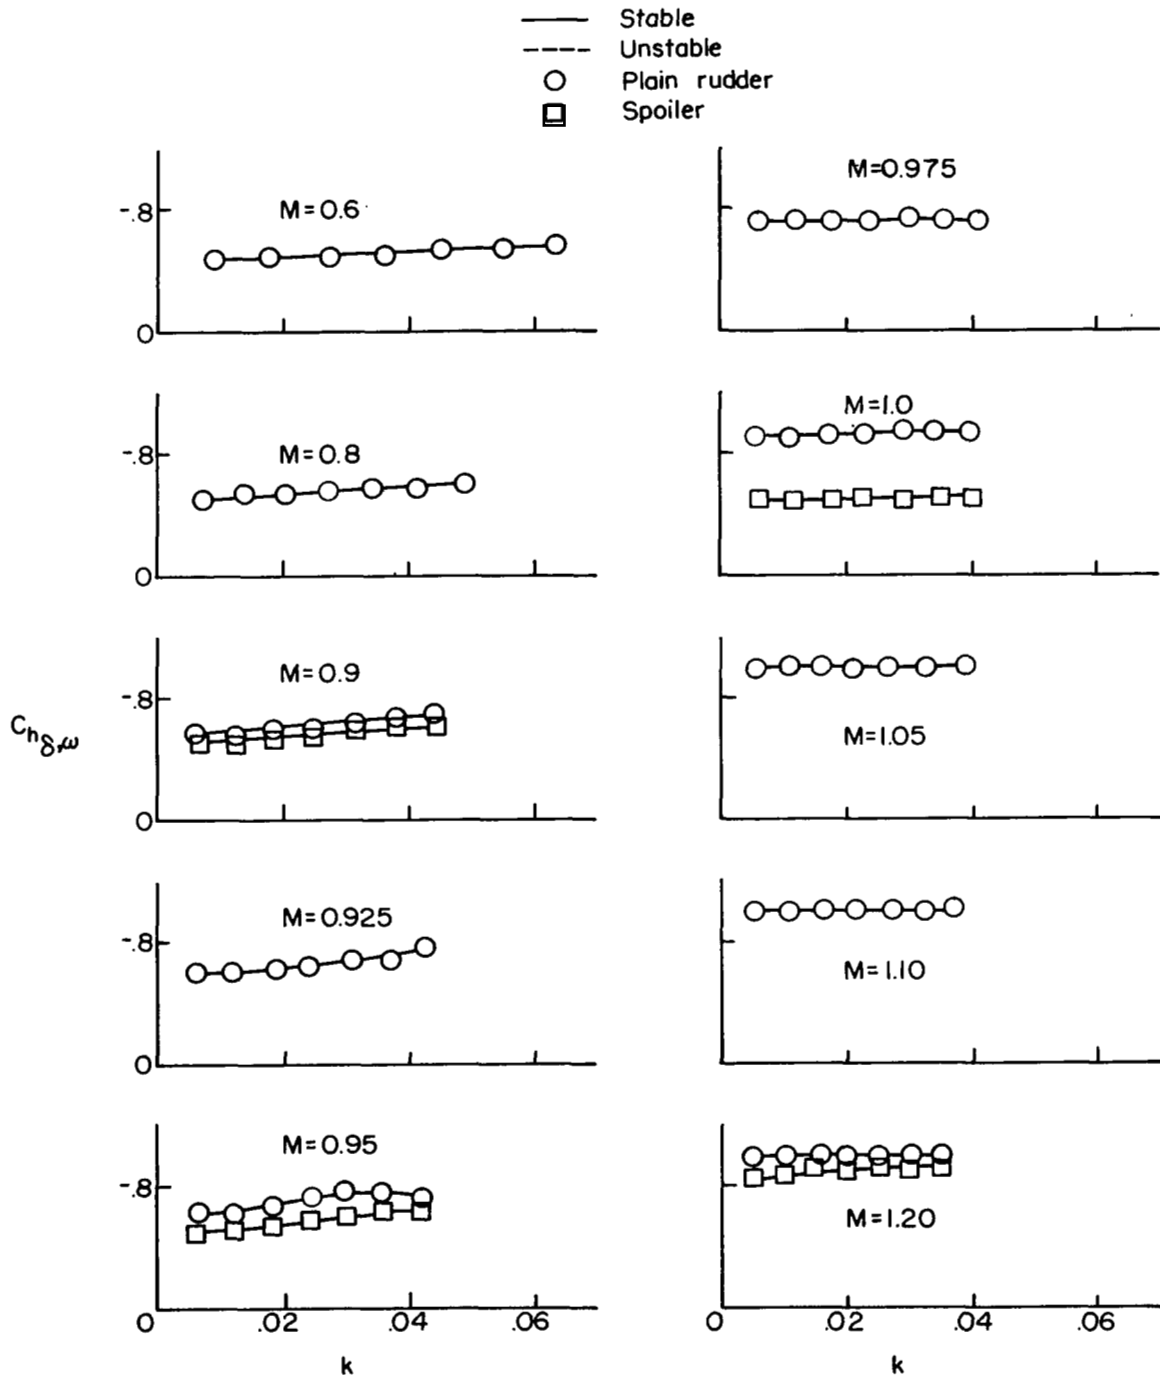 Stable
Unstable
Plain rudder
Spoiler
M=0.6
-.8
0
M=0.975
M=0.8
-.8
0
M=1.0
M=0.9
-.8
0
C_{h_{δ,ω}}
M=1.05
M=0.925
-.8
0
M=1.10
M=0.95
-.8
0 .02 .04 .06
k
M=1.20
0 .02 .04 .06
k